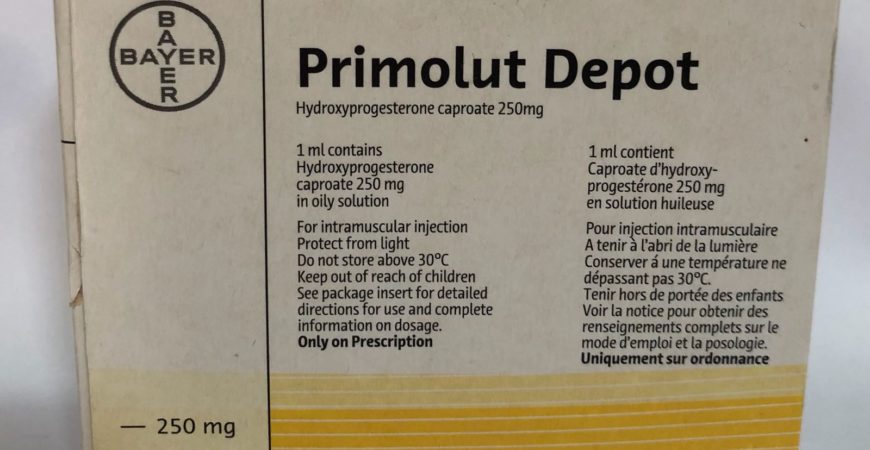 BAYER
BAYER
Primolut Depot
Hydroxyprogesterone caproate 250mg
1 ml contains
Hydroxyprogesterone
caproate 250 mg
in oily solution
For intramuscular injection
Protect from light
Do not store above 30°C
Keep out of reach of children
See package insert for detailed
directions for use and complete
information on dosage.
Only on Prescription
1 ml contient
Caproate d'hydroxy-
progestérone 250 mg
en solution huileuse
Pour injection intramusculaire
A tenir à l'abri de la lumière
Conserver á une température ne
dépassant pas 30°C.
Tenir hors de portée des enfants
Voir la notice pour obtenir des
renseignements complets sur le
mode d'emploi et la posologie.
Uniquement sur ordonnance
— 250 mg